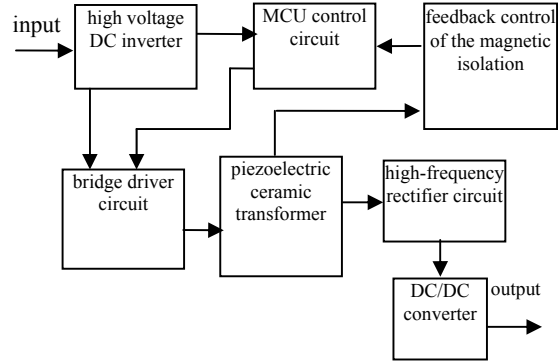 input
high voltage
DC inverter
MCU control
circuit
feedback control
of the magnetic
isolation
bridge driver
circuit
piezoelectric
ceramic
transformer
high-frequency
rectifier circuit
DC/DC
converter
output